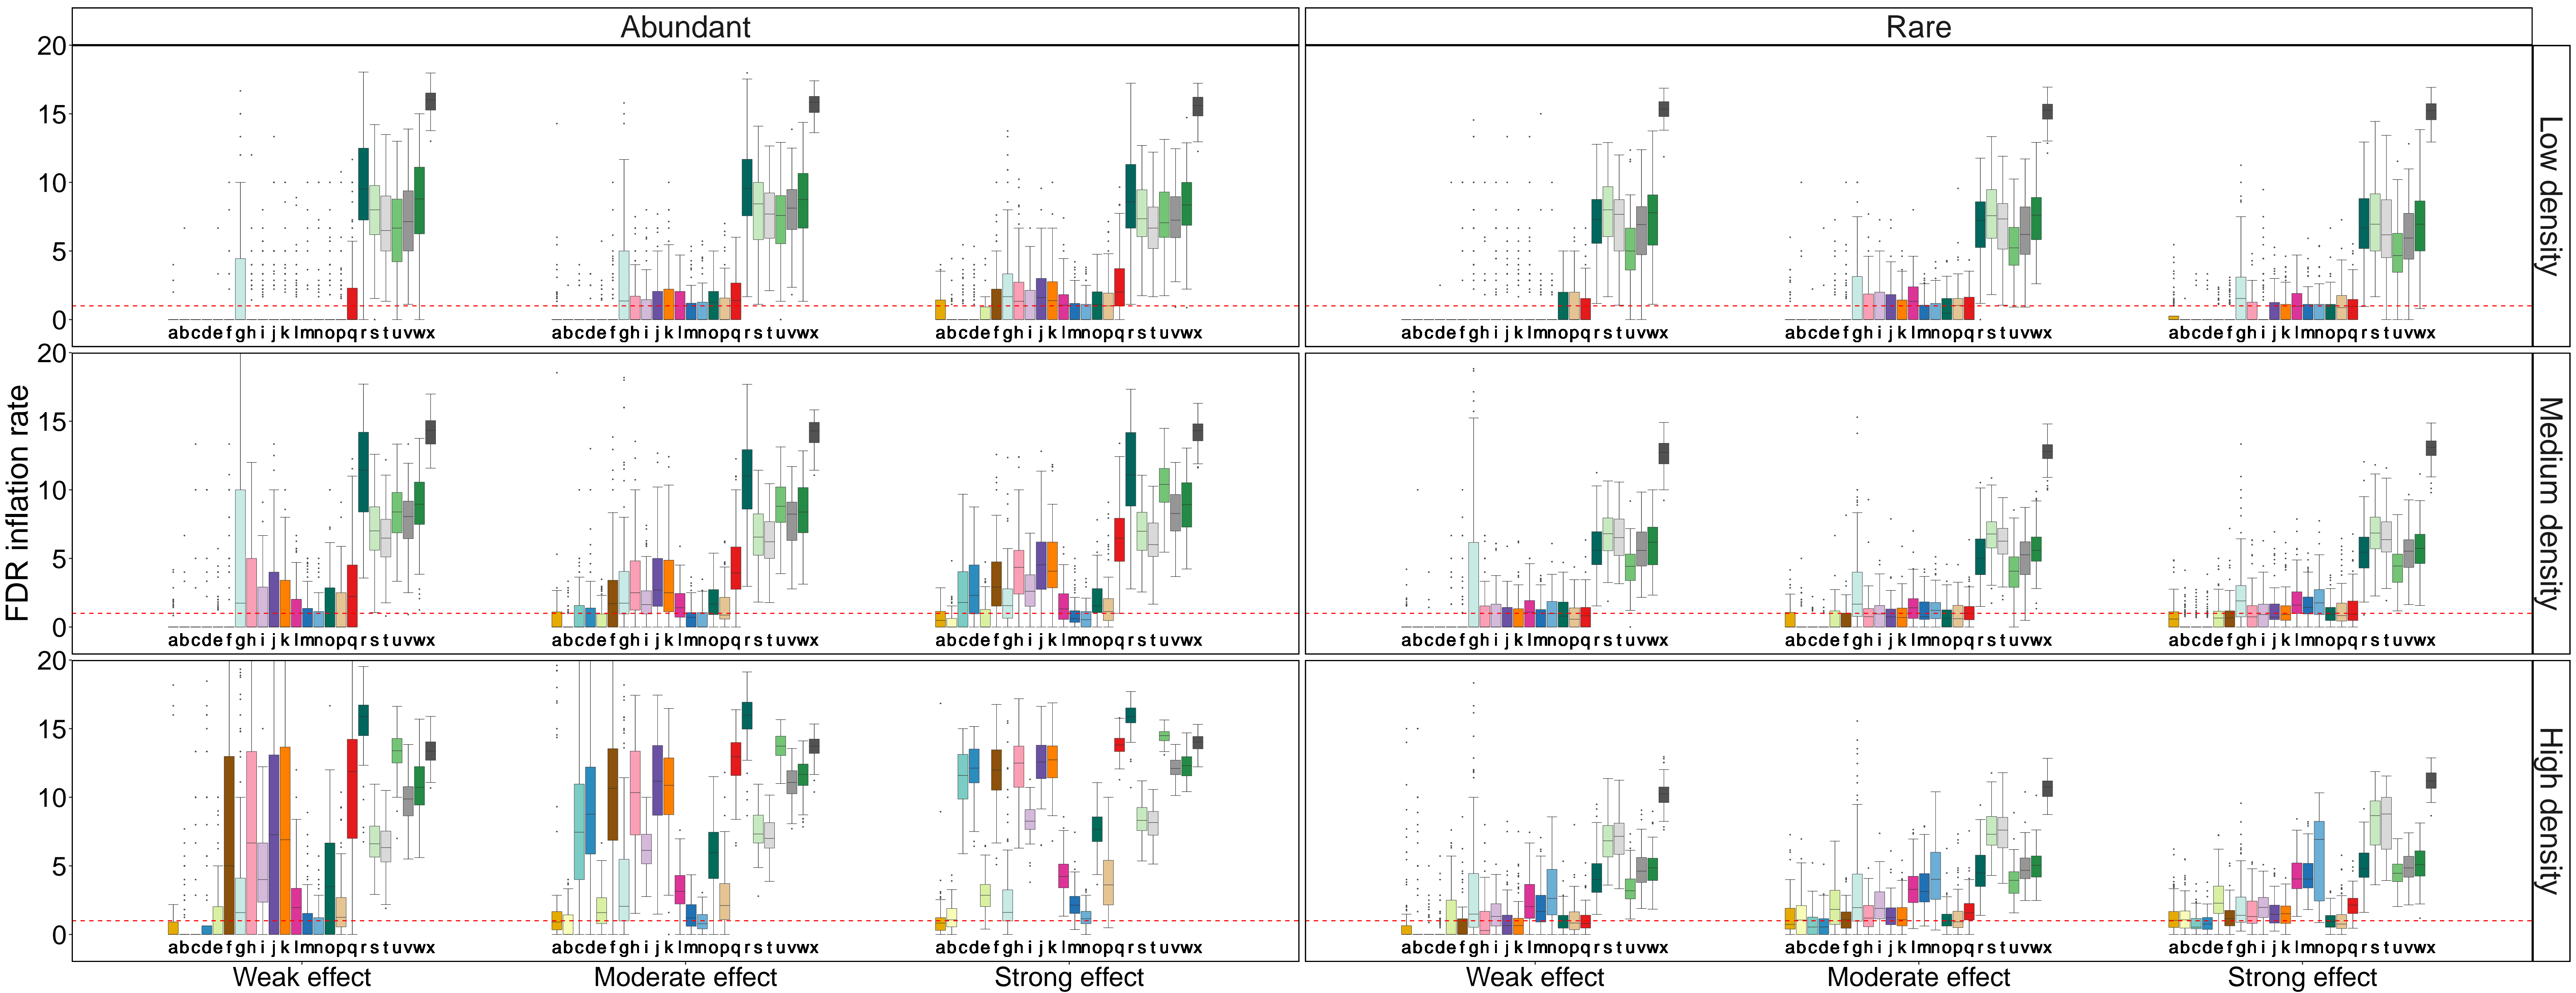 Abundant
Rare
20
15
10
5
0
abcdefghijklmnopqrstuvwx
abcdefghijklmnopqrstuvwx
abcdefghijklmnopqrstuvwx
abcdefghijklmnopqrstuvwx
abcdefghijklmnopqrstuvwx
abcdefghijklmnopqrstuvwx
Low density
FDR inflation rate
20
15
10
5
0
abcdefghijklmnopqrstuvwx
abcdefghijklmnopqrstuvwx
abcdefghijklmnopqrstuvwx
abcdefghijklmnopqrstuvwx
abcdefghijklmnopqrstuvwx
abcdefghijklmnopqrstuvwx
Medium density
20
15
10
5
0
abcdefghijklmnopqrstuvwx
abcdefghijklmnopqrstuvwx
abcdefghijklmnopqrstuvwx
abcdefghijklmnopqrstuvwx
abcdefghijklmnopqrstuvwx
abcdefghijklmnopqrstuvwx
High density
Weak effect
Moderate effect
Strong effect
Weak effect
Moderate effect
Strong effect